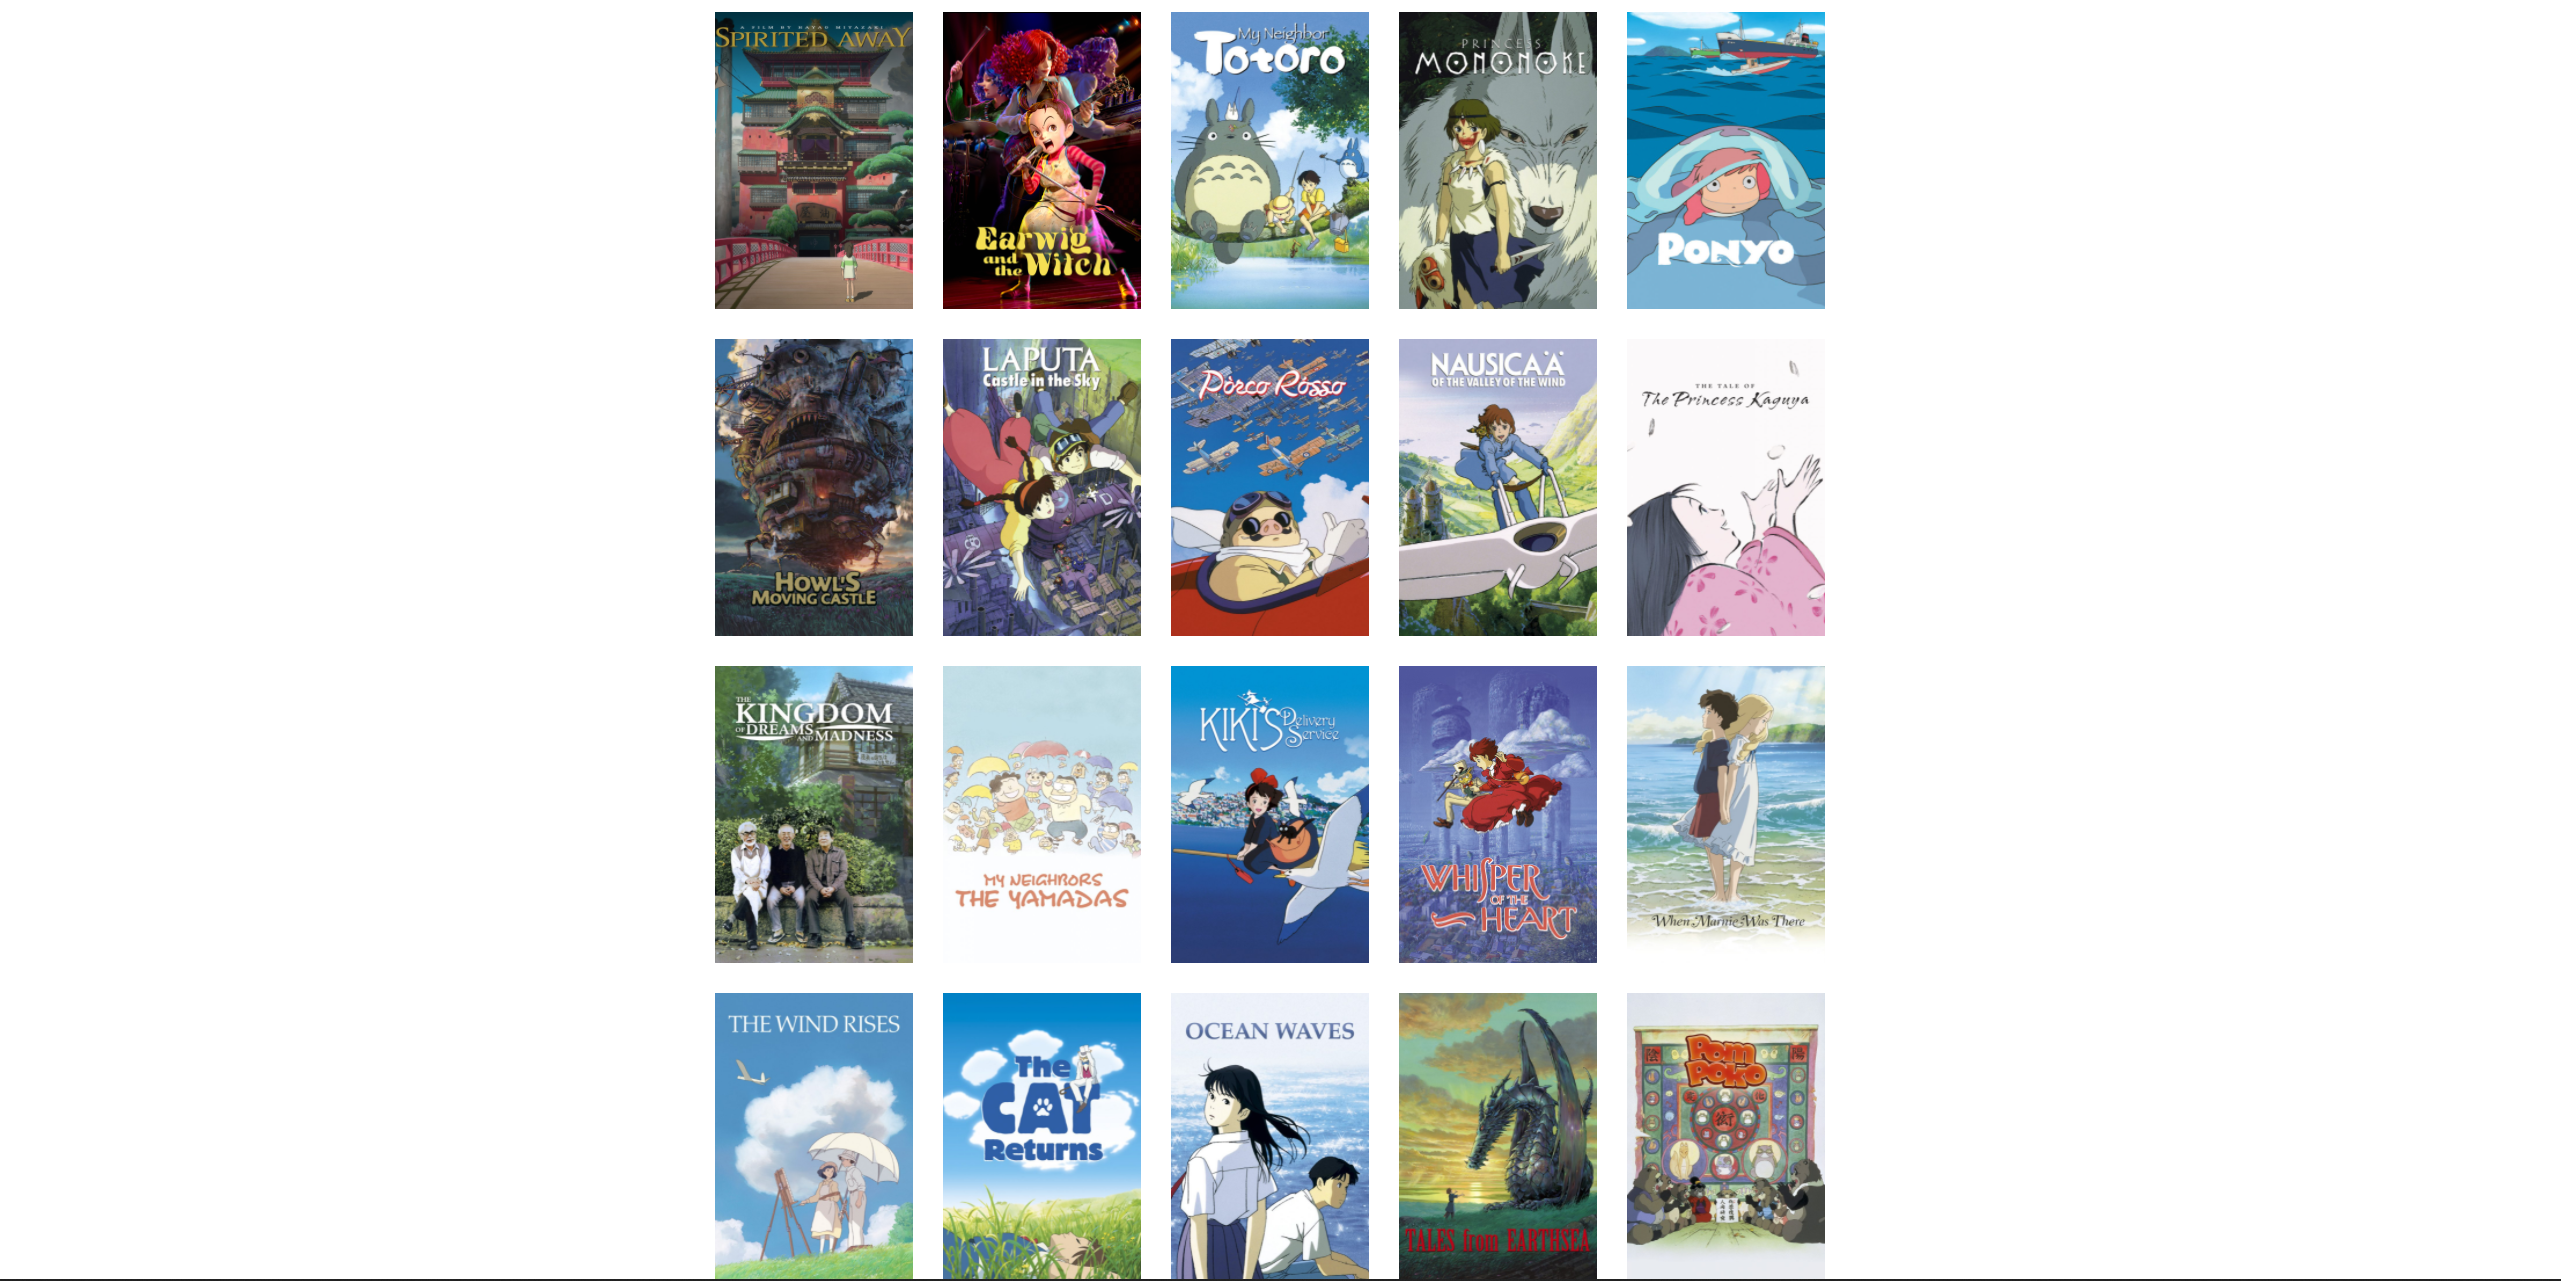 A FILM BY HAYAO MIYAZAKI
SPIRITED AWAY
Earwig
and the Witch
My Neighbor
TOTORO
PRINCESS
MONONOKE
PONYO
HOWL'S
MOVING CASTLE
LAPUTA
Castle in the Sky
Porco Rosso
NAUSICAÄ
OF THE VALLEY OF THE WIND
THE TALE OF
The Princess Kaguya
THE
KINGDOM
OF DREAMS AND MADNESS
MY NEIGHBORS
THE YAMADAS
KIKI'S Delivery
Service
WHISPER
OF THE
HEART
When Marnie Was There
THE WIND RISES
The
CAT
Returns
OCEAN WAVES
TALES from EARTHSEA
Pom
Poko
術